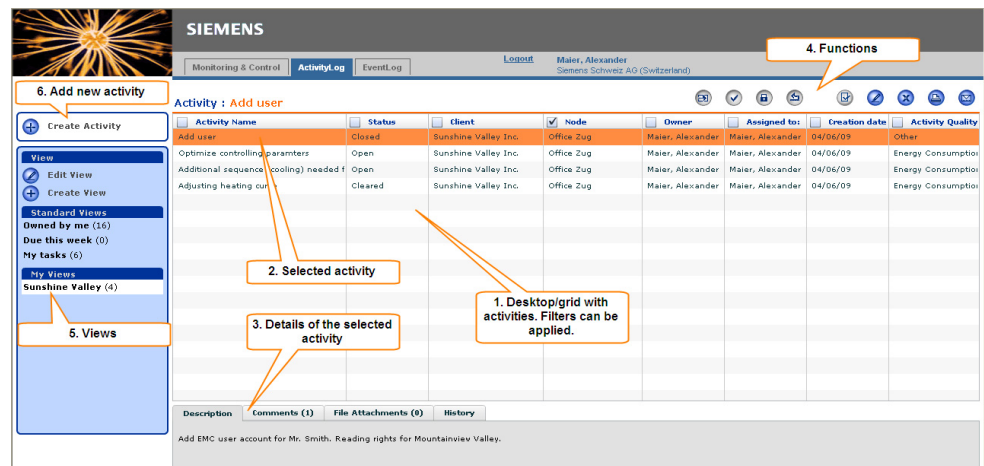 SIEMENS
4. Functions
Monitoring & Control
ActivityLog
EventLog
Logout
Maier, Alexander
Siemens Schweiz AG (Switzerland)
6. Add new activity
Activity : Add user
Create Activity
Activity Name Status Client Node Owner Assigned to: Creation date Activity Quality
Add user Closed Sunshine Valley Inc. Office Zug Maier, Alexander Maier, Alexander 04/06/09 Other
Optimize controlling paramters Open Sunshine Valley Inc. Office Zug Maier, Alexander Maier, Alexander 04/06/09 Energy Consumption
Additional sequence (cooling) needed f Open Sunshine Valley Inc. Office Zug Maier, Alexander Maier, Alexander 04/06/09 Energy Consumption
Adjusting heating curve Cleared Sunshine Valley Inc. Office Zug Maier, Alexander Maier, Alexander 04/06/09 Energy Consumption
View
Edit View
Create View
Standard Views
Owned by me (16)
Due this week (0)
My tasks (6)
My Views
Sunshine Valley (4)
5. Views
2. Selected activity
1. Desktop/grid with
activities. Filters can be
applied.
3. Details of the selected
activity
Description
Comments (1)
File Attachments (0)
History
Add EMC user account for Mr. Smith. Reading rights for Mountainviev Valley.